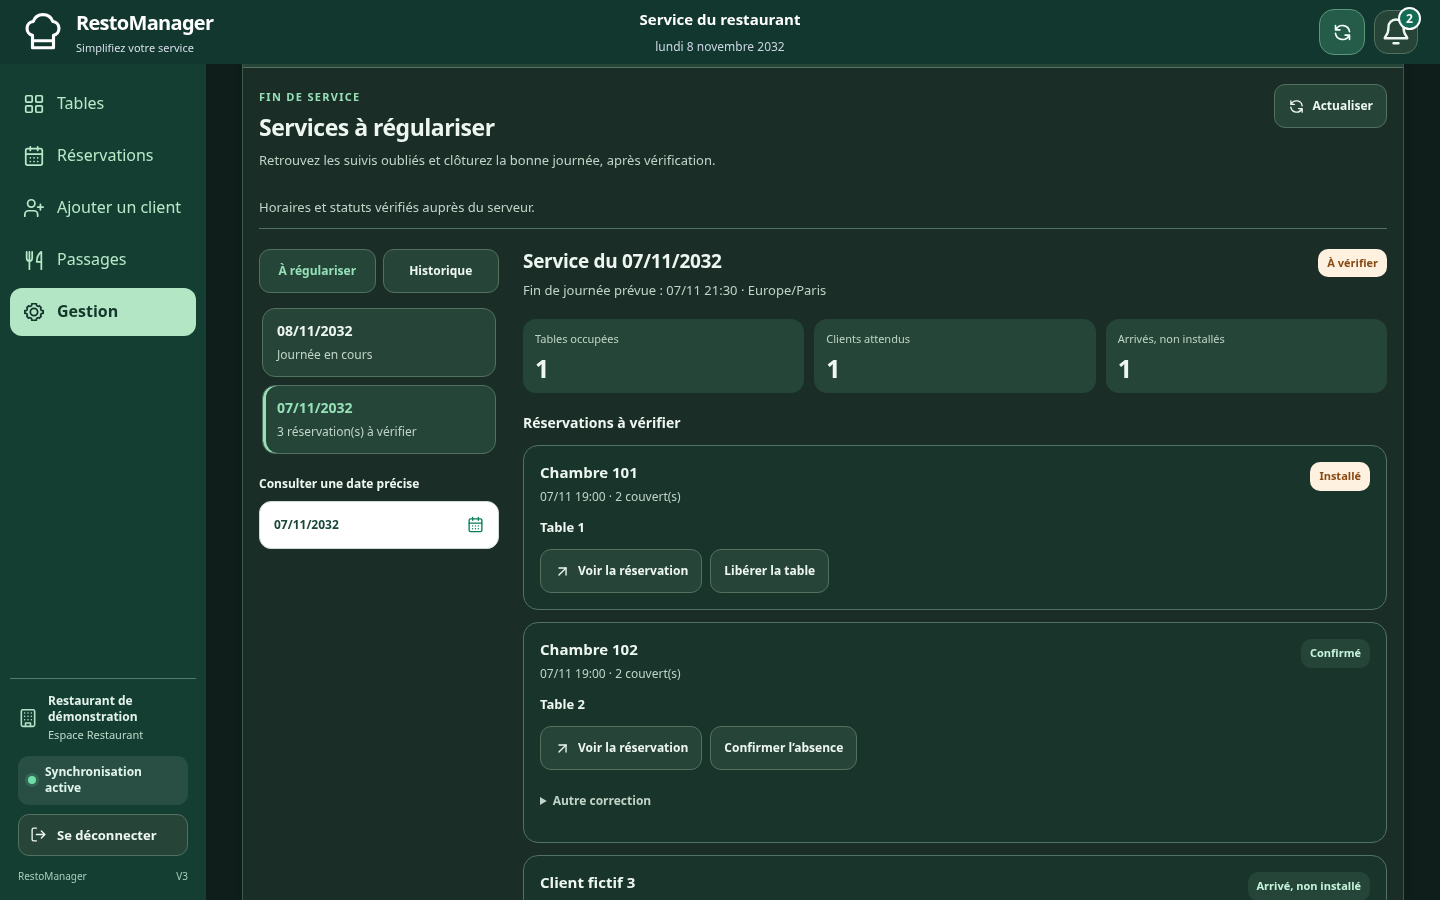 RestoManager
Simplifiez votre service
Service du restaurant
lundi 8 novembre 2032
2
Tables
Réservations
Ajouter un client
Passages
Gestion
Restaurant de
démonstration
Espace Restaurant
Synchronisation
active
Se déconnecter
RestoManager V3
FIN DE SERVICE
Services à régulariser
Retrouvez les suivis oubliés et clôturez la bonne journée, après vérification.
Actualiser
Horaires et statuts vérifiés auprès du serveur.
À régulariser Historique
08/11/2032
Journée en cours
07/11/2032
3 réservation(s) à vérifier
Consulter une date précise
07/11/2032
Service du 07/11/2032
À vérifier
Fin de journée prévue : 07/11 21:30 · Europe/Paris
Tables occupées
1
Clients attendus
1
Arrivés, non installés
1
Réservations à vérifier
Chambre 101
Installé
07/11 19:00 · 2 couvert(s)
Table 1
Voir la réservation Libérer la table
Chambre 102
Confirmé
07/11 19:00 · 2 couvert(s)
Table 2
Voir la réservation Confirmer l’absence
Autre correction
Client fictif 3
Arrivé, non installé